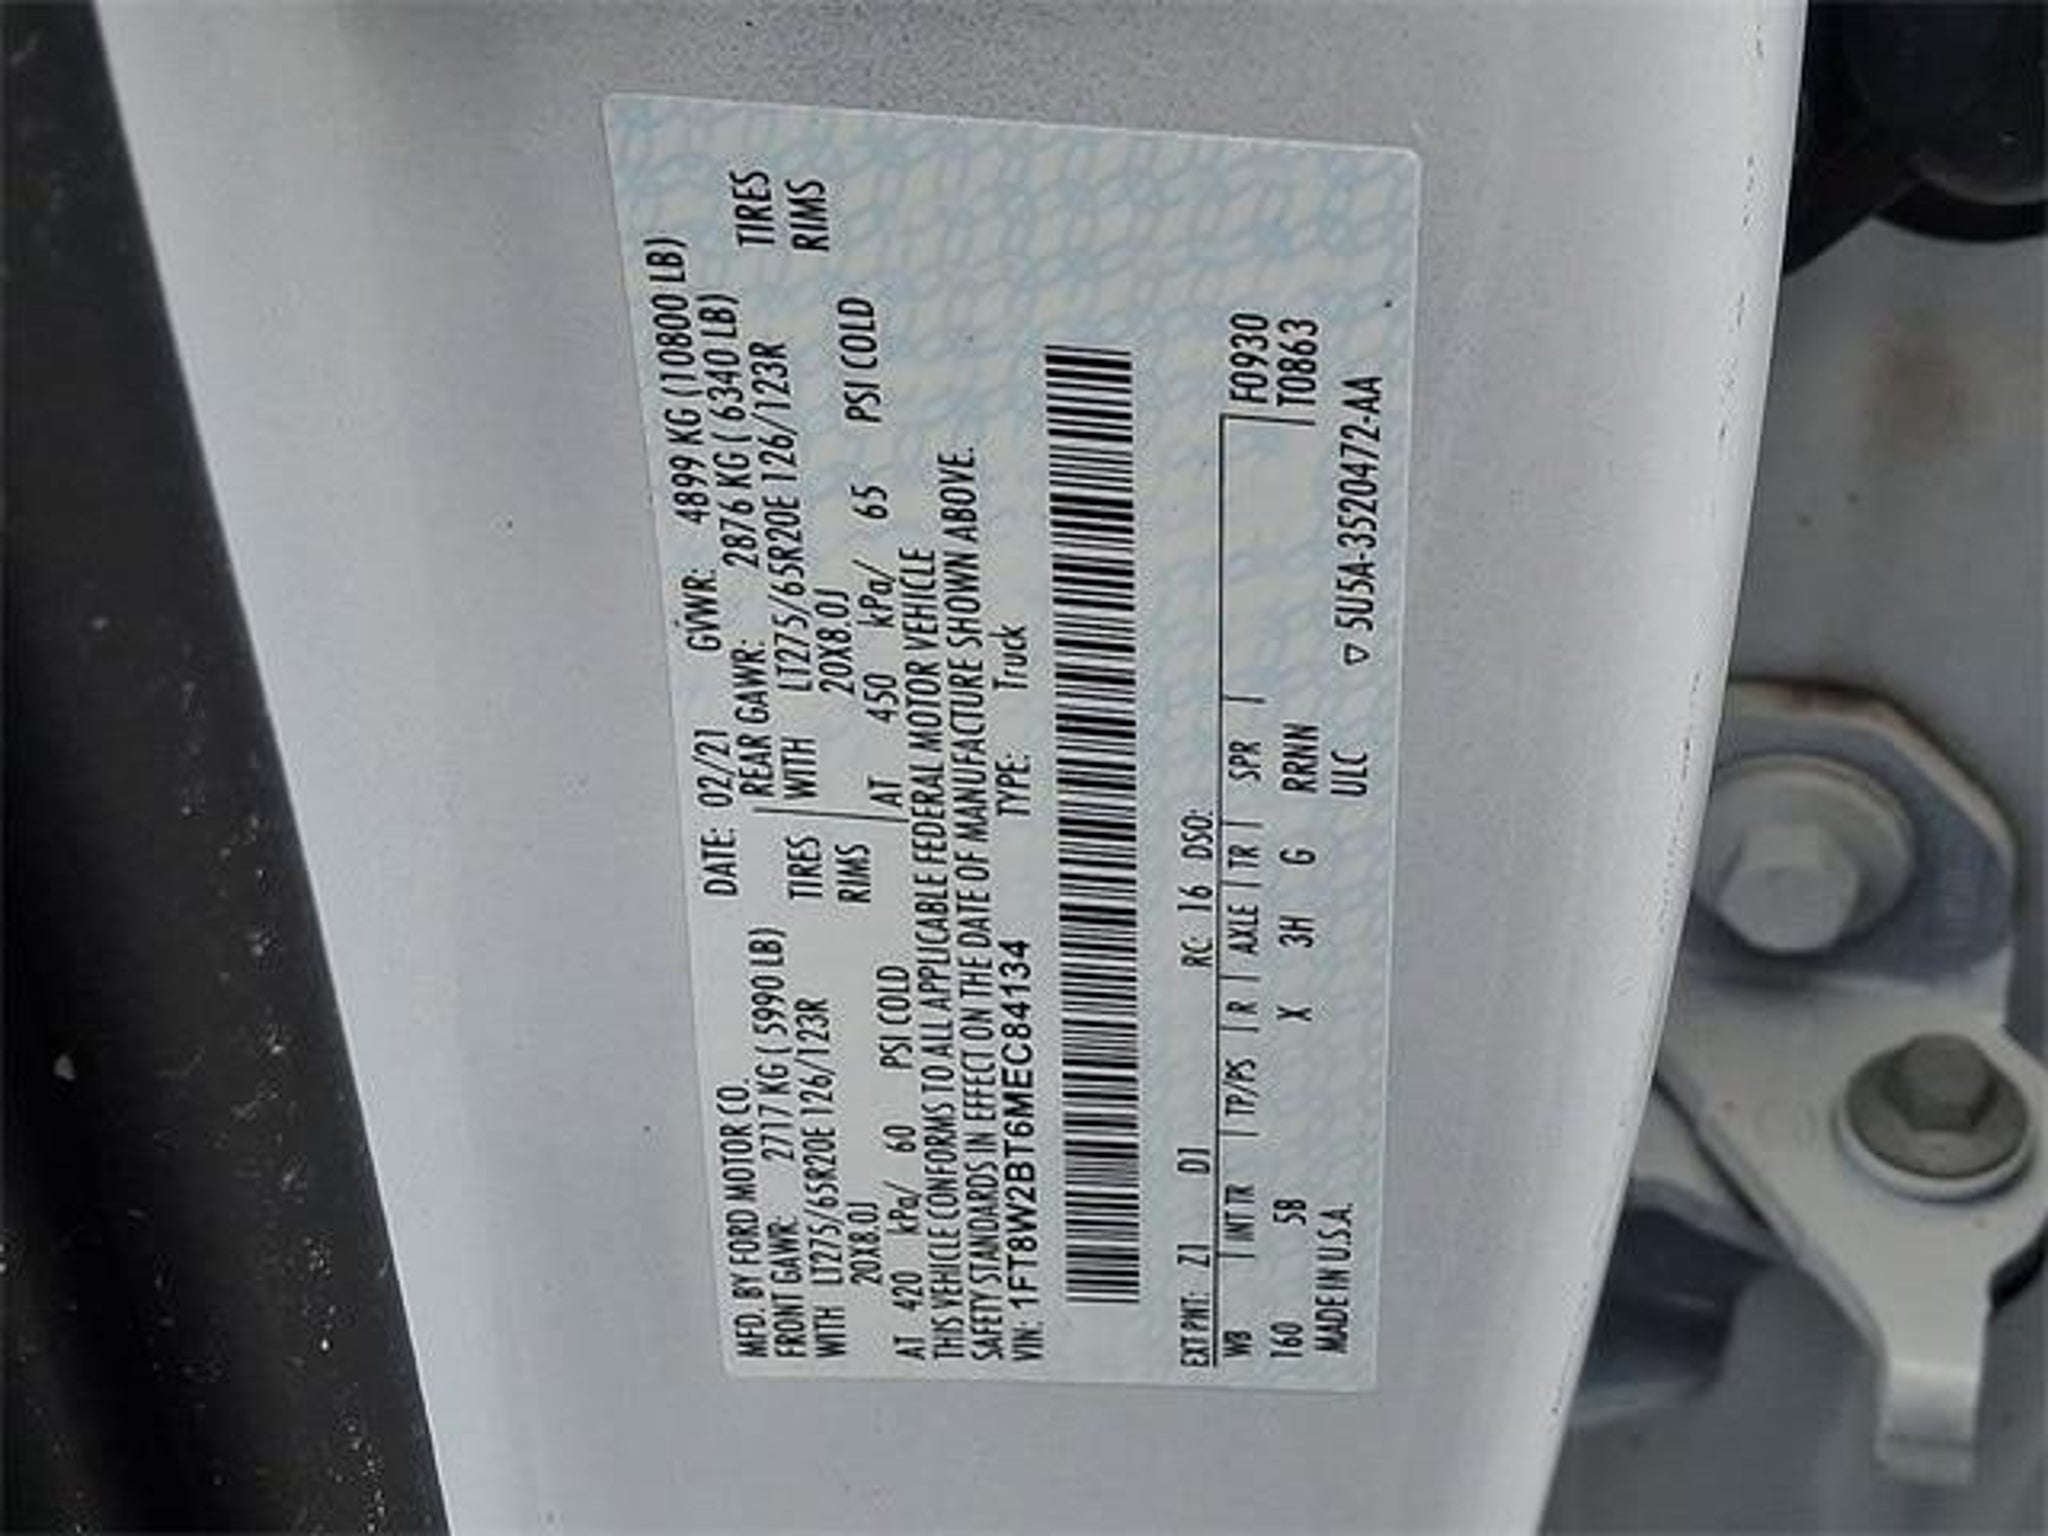 MFD. BY FORD MOTOR CO. DATE: 02/21 GVWR: 4899 KG (10800 LB)
FRONT GAWR: 2717 KG ( 5990 LB) REAR GAWR: 2876 KG ( 6340 LB)
WITH LT275/65R20E 126/123R TIRES WITH LT275/65R20E 126/123R TIRES
20X8.0J RIMS 20X8.0J RIMS
AT 420 kPa/ 60 PSI COLD AT 450 kPa/ 65 PSI COLD
THIS VEHICLE CONFORMS TO ALL APPLICABLE FEDERAL MOTOR VEHICLE
SAFETY STANDARDS IN EFFECT ON THE DATE OF MANUFACTURE SHOWN ABOVE.
VIN: 1FT8W2BT6MEC84134 TYPE: Truck
EXT PNT: Z1 D1 RC: 16 DSO:
WB INT TR TP/PS R AXLE TR SPR F0930
160 5B X 3H G RRNN T0863
MADE IN U.S.A. ULC ▽ 5U5A-3520472-AA